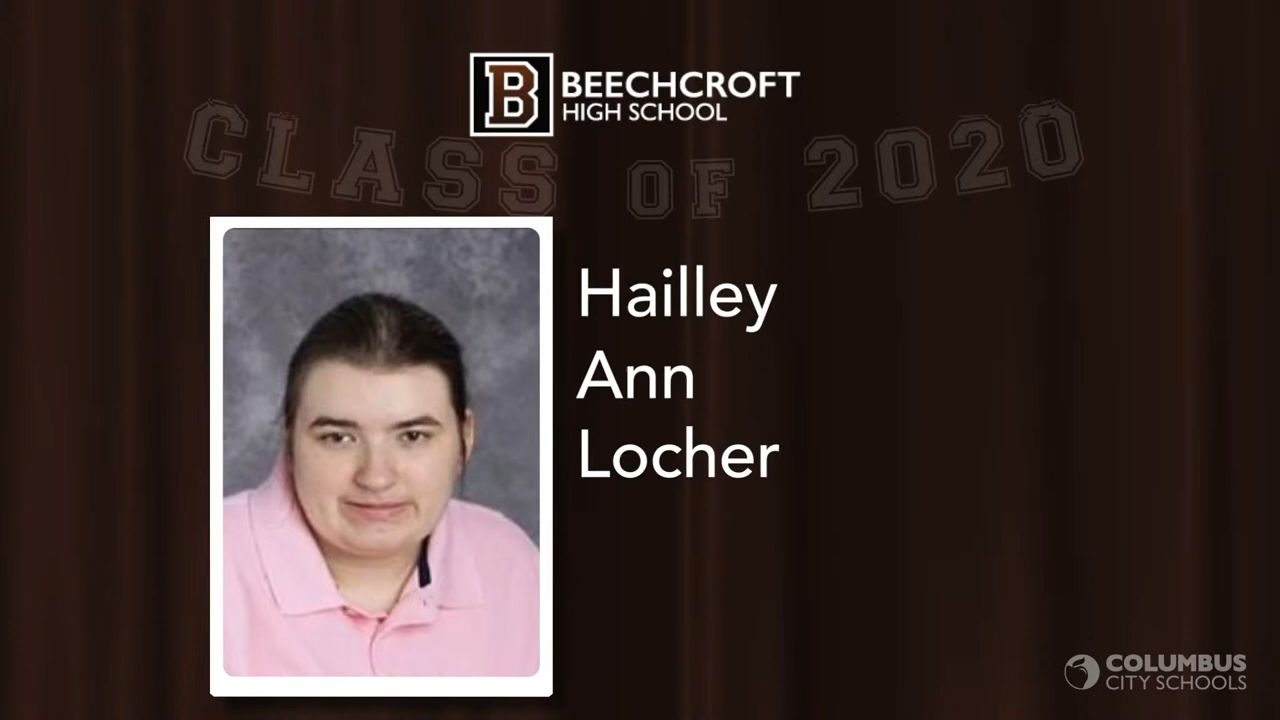 B
BEECHCROFT
HIGH SCHOOL
CLASS OF 2020
Hailley
Ann
Locher
COLUMBUS
CITY SCHOOLS